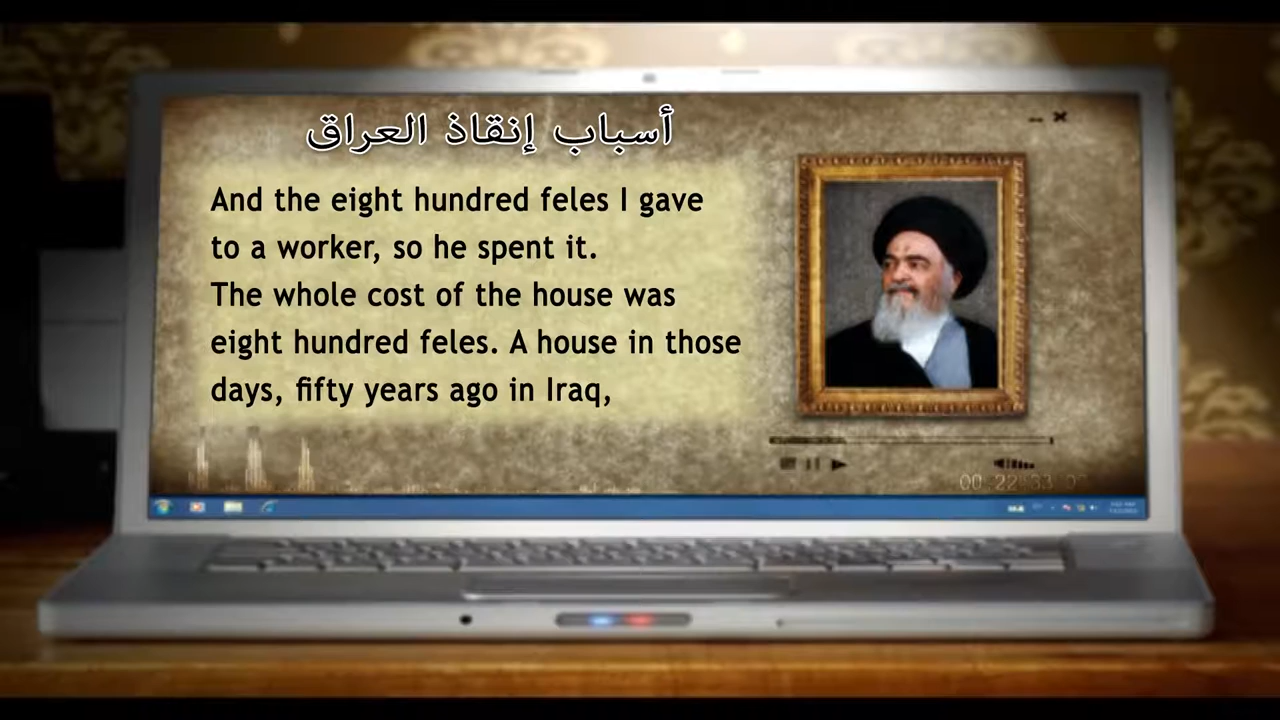 أسباب إنقاذ العراق
And the eight hundred feles I gave
to a worker, so he spent it.
The whole cost of the house was
eight hundred feles. A house in those
days, fifty years ago in Iraq,